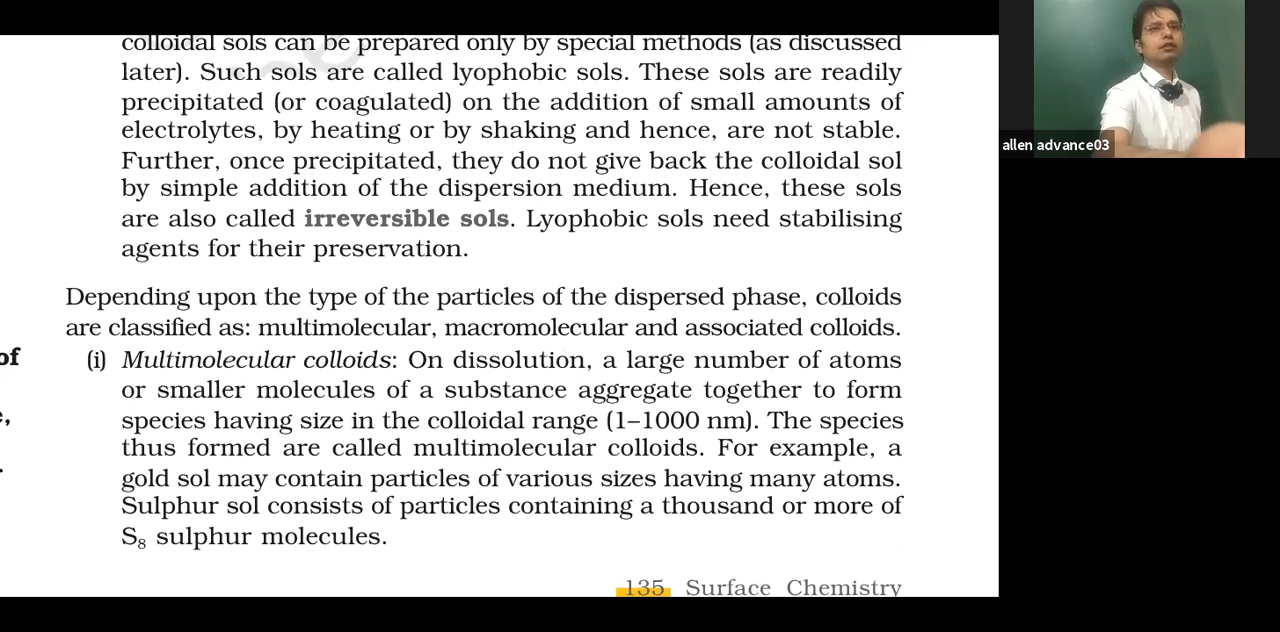 colloidal sols can be prepared only by special methods (as discussed
later). Such sols are called lyophobic sols. These sols are readily
precipitated (or coagulated) on the addition of small amounts of
electrolytes, by heating or by shaking and hence, are not stable.
Further, once precipitated, they do not give back the colloidal sol
by simple addition of the dispersion medium. Hence, these sols
are also called irreversible sols. Lyophobic sols need stabilising
agents for their preservation.
Depending upon the type of the particles of the dispersed phase, colloids
are classified as: multimolecular, macromolecular and associated colloids.
of
(i) Multimolecular colloids: On dissolution, a large number of atoms
or smaller molecules of a substance aggregate together to form
species having size in the colloidal range (1–1000 nm). The species
thus formed are called multimolecular colloids. For example, a
gold sol may contain particles of various sizes having many atoms.
Sulphur sol consists of particles containing a thousand or more of
S₈ sulphur molecules.
135 Surface Chemistry
allen advance03